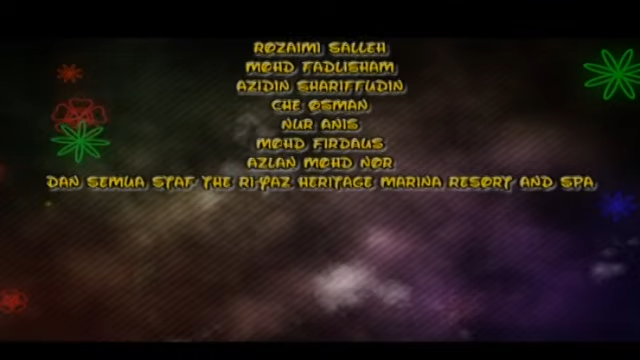 ROZAIMI SALLEH
MOHD FADLISHAM
AZIDIN SHARIFFUDIN
CHE OSMAN
NUR ANIS
MOHD FIRDAUS
AZLAN MOHD NOR
DAN SEMUA STAF THE RI-YAZ HERITAGE MARINA RESORT AND SPA